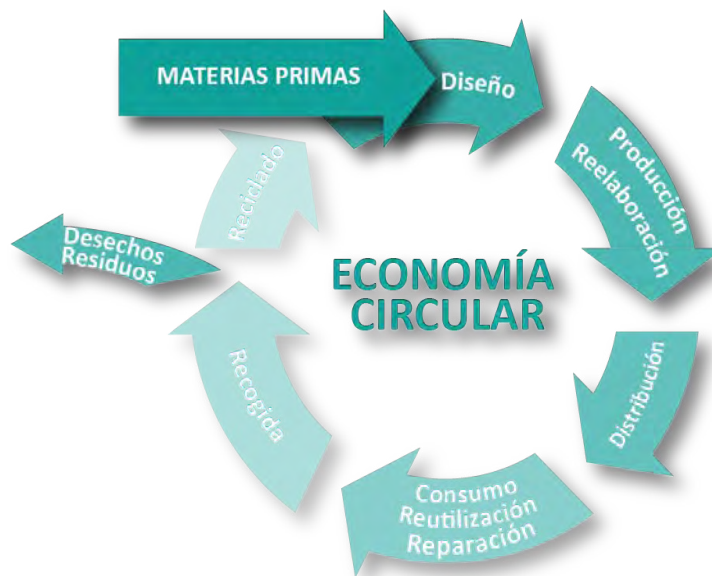 MATERIAS PRIMAS
Diseño
Producción
Reelaboración
Distribución
Consumo
Reutilización
Reparación
Recogida
Desechos
Residuos
Reciclado
ECONOMÍA
CIRCULAR